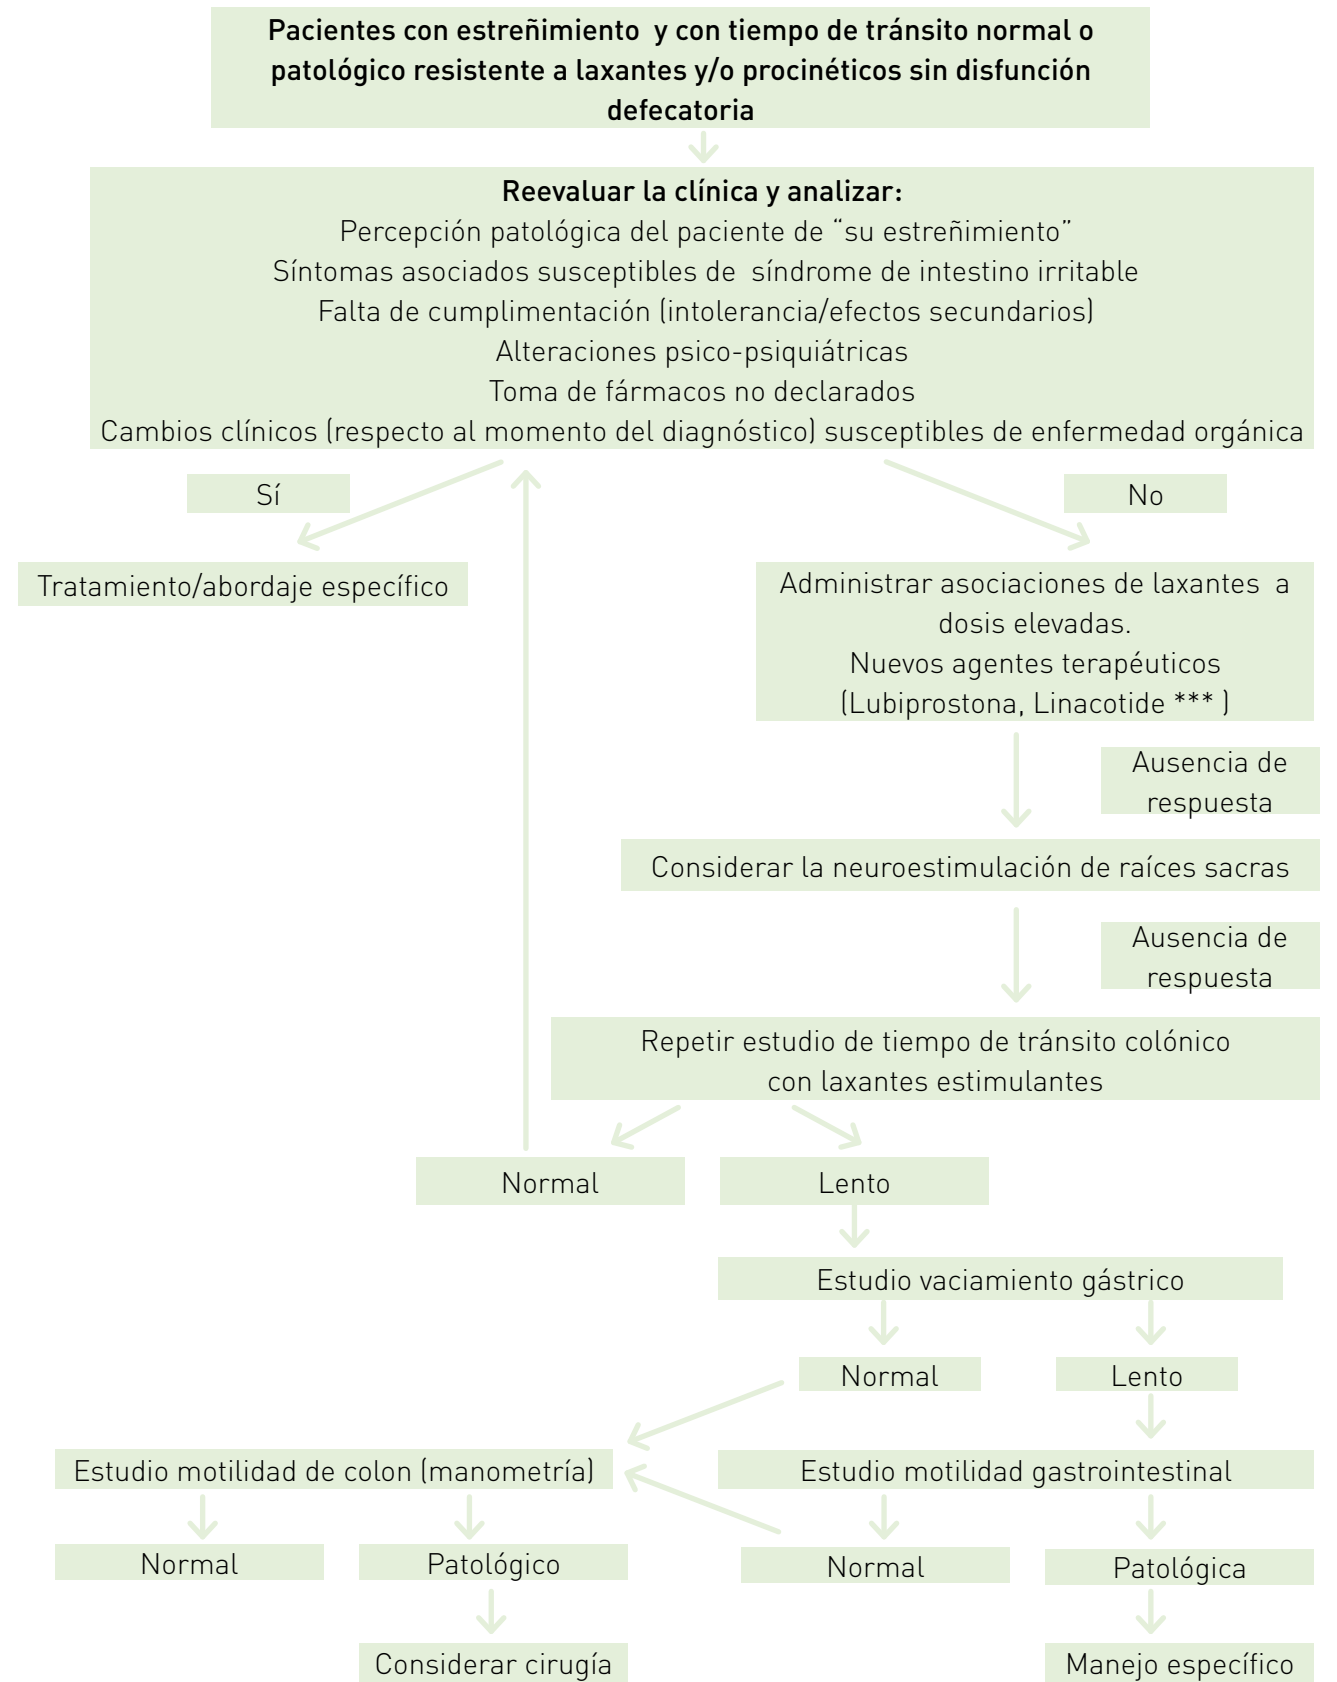 Pacientes con estreñimiento y con tiempo de tránsito normal o
patológico resistente a laxantes y/o procinéticos sin disfunción
defecatoria
Reevaluar la clínica y analizar:
Percepción patológica del paciente de “su estreñimiento”
Síntomas asociados susceptibles de síndrome de intestino irritable
Falta de cumplimentación (intolerancia/efectos secundarios)
Alteraciones psico-psiquiátricas
Toma de fármacos no declarados
Cambios clínicos (respecto al momento del diagnóstico) susceptibles de enfermedad orgánica
Sí
No
Tratamiento/abordaje específico
Administrar asociaciones de laxantes a
dosis elevadas.
Nuevos agentes terapéuticos
(Lubiprostona, Linacotide *** )
Ausencia de
respuesta
Considerar la neuroestimulación de raíces sacras
Ausencia de
respuesta
Repetir estudio de tiempo de tránsito colónico
con laxantes estimulantes
Normal
Lento
Estudio vaciamiento gástrico
Normal
Lento
Estudio motilidad de colon (manometría)
Estudio motilidad gastrointestinal
Normal
Patológico
Normal
Patológica
Considerar cirugía
Manejo específico